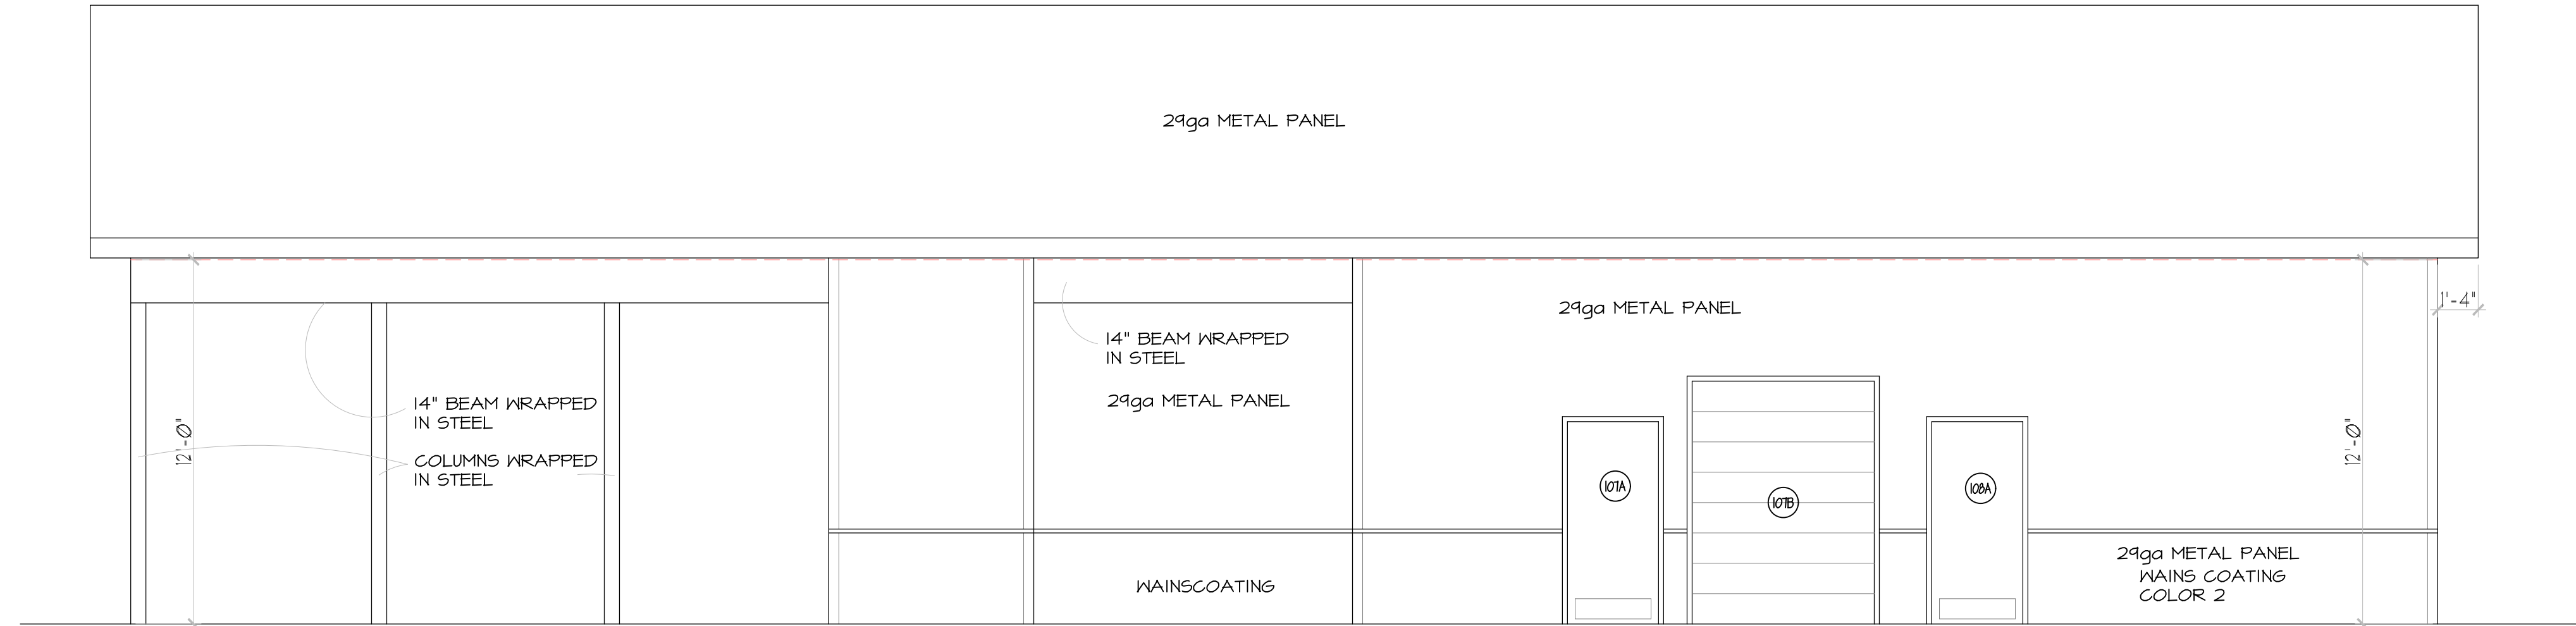 29ga METAL PANEL
29ga METAL PANEL
1'-4"
14" BEAM WRAPPED
IN STEEL
29ga METAL PANEL
14" BEAM WRAPPED
IN STEEL
12'-0"
12'-0"
COLUMNS WRAPPED
IN STEEL
107A
107B
108A
29ga METAL PANEL
WAINS COATING
COLOR 2
WAINSCOATING